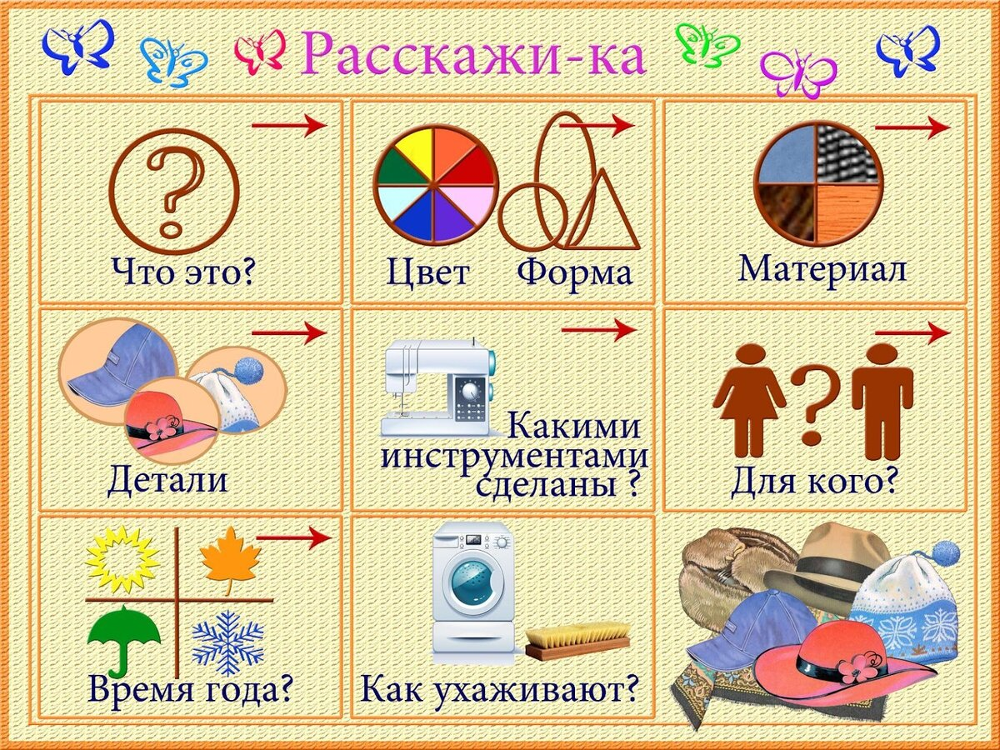 Расскажи-ка
Что это?
Цвет Форма
Материал
Детали
Какими
инструментами
сделаны ?
Для кого?
Время года?
Как ухаживают?